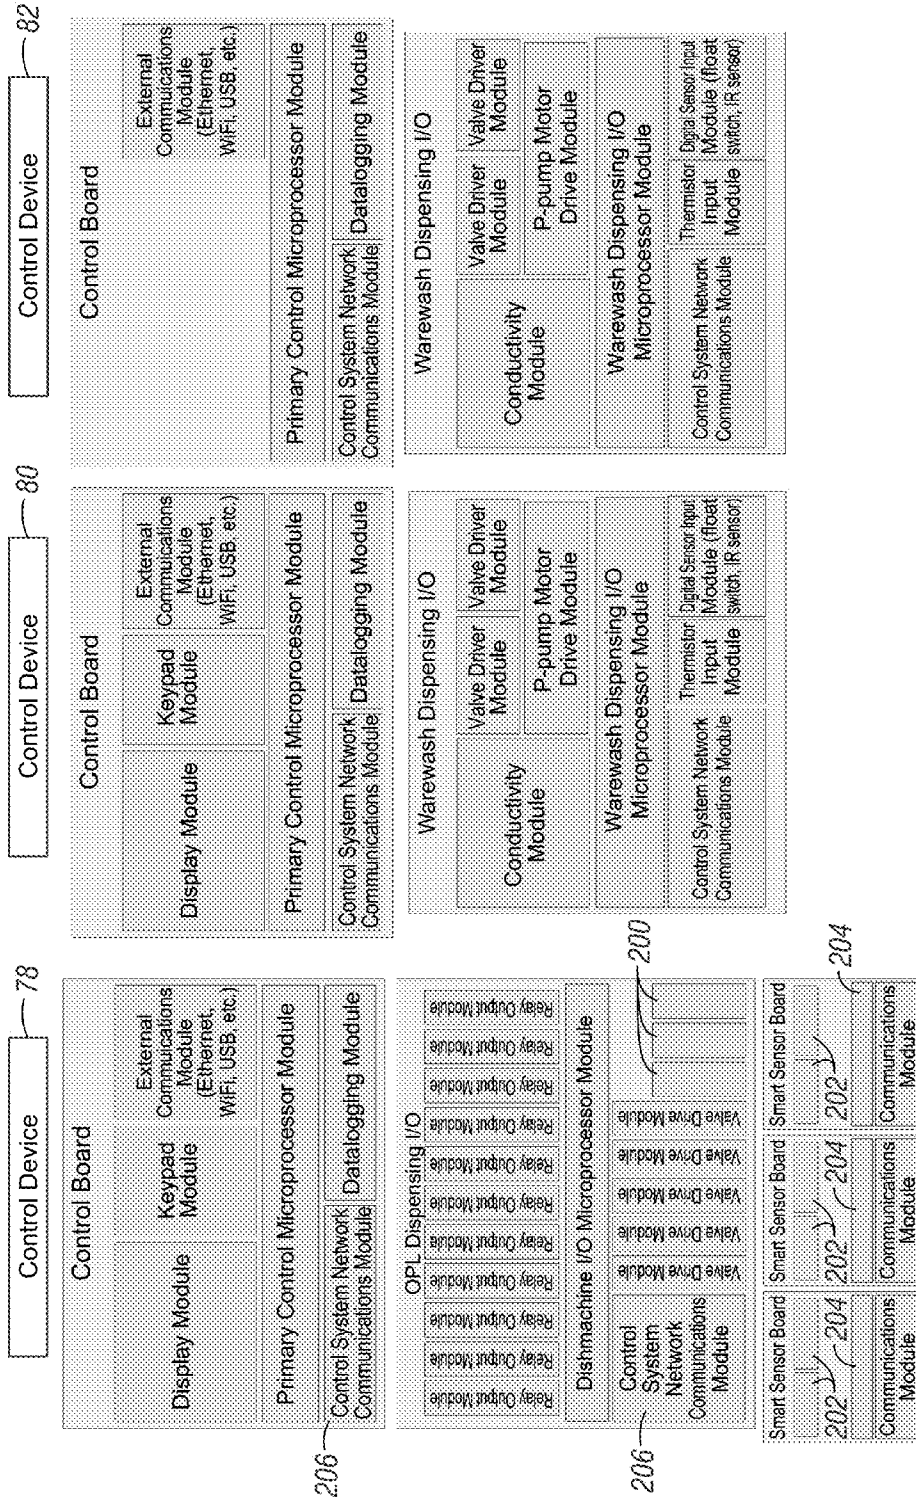 Control Device
78
Control Board
Display Module
Keypad
Module
External
Commuications
Module
(Ethernet,
WiFi, USB, etc.)
Primary Control Microprocessor Module
206
Control System Network
Communications Module
Datalogging Module
OPL Dispensing I/O
Relay Output Module
Relay Output Module
Relay Output Module
Relay Output Module
Relay Output Module
Relay Output Module
Relay Output Module
Relay Output Module
Relay Output Module
Relay Output Module
Relay Output Module
Dishmachine I/O Microprocessor Module
206
Control
System
Network
Communications
Module
Valve Drive Module
Valve Drive Module
Valve Drive Module
Valve Drive Module
Valve Drive Module
200
Smart Sensor Board
202
204
Communications
Module
Smart Sensor Board
202
204
Communications
Module
Smart Sensor Board
202
204
Communications
Module
Control Device
80
Control Board
Display Module
Keypad
Module
External
Commuications
Module
(Ethernet,
WiFi, USB. etc.)
Primary Control Microprocessor Module
Control System Network
Communications Module
Datalogging Module
Warewash Dispensing I/O
Conductivity
Module
Valve Driver
Module
Valve Driver
Module
P-pump Motor
Drive Module
Warewash Dispensing I/O
Microprocessor Module
Control System Network
Communications Module
Thermistor
Input
Module
Digital Sensor Input
Module (float
switch, IR sensor)
Control Device
82
Control Board
External
Commuications
Module
(Ethernet,
WiFi, USB. etc.)
Primary Control Microprocessor Module
Control System Network
Communications Module
Datalogging Module
Warewash Dispensing I/O
Conductivity
Module
Valve Driver
Module
Valve Driver
Module
P-pump Motor
Drive Module
Warewash Dispensing I/O
Microprocessor Module
Control System Network
Communications Module
Thermistor
Input
Module
Digital Sensor Input
Module (float
switch, IR sensor)